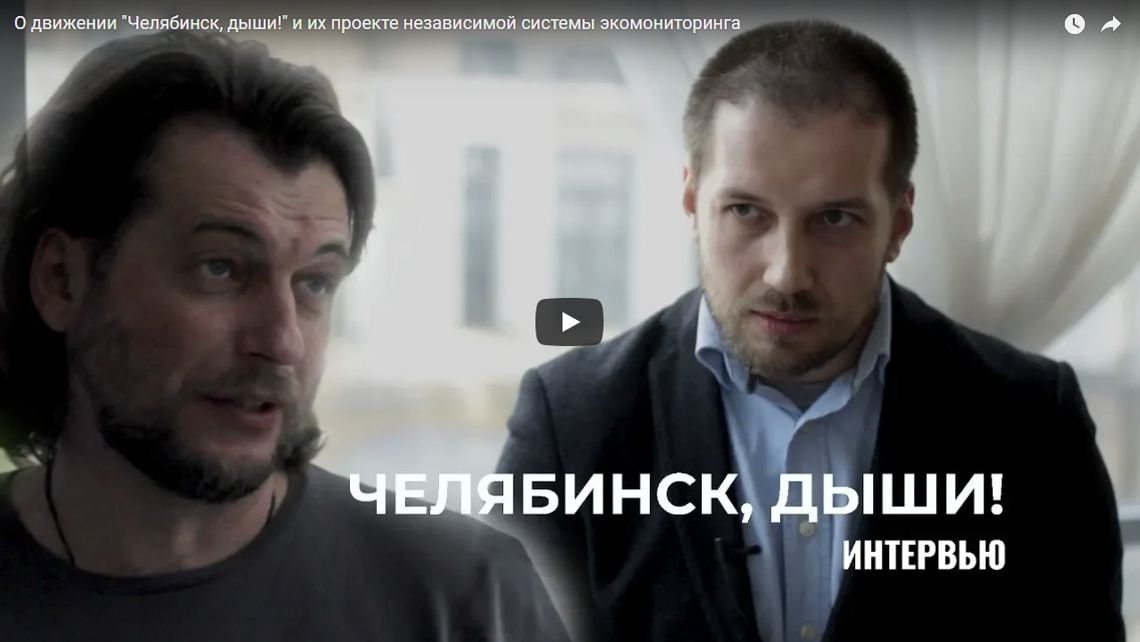 О движении "Челябинск, дыши!" и их проекте независимой системы экомониторинга
ЧЕЛЯБИНСК, ДЫШИ!
ИНТЕРВЬЮ